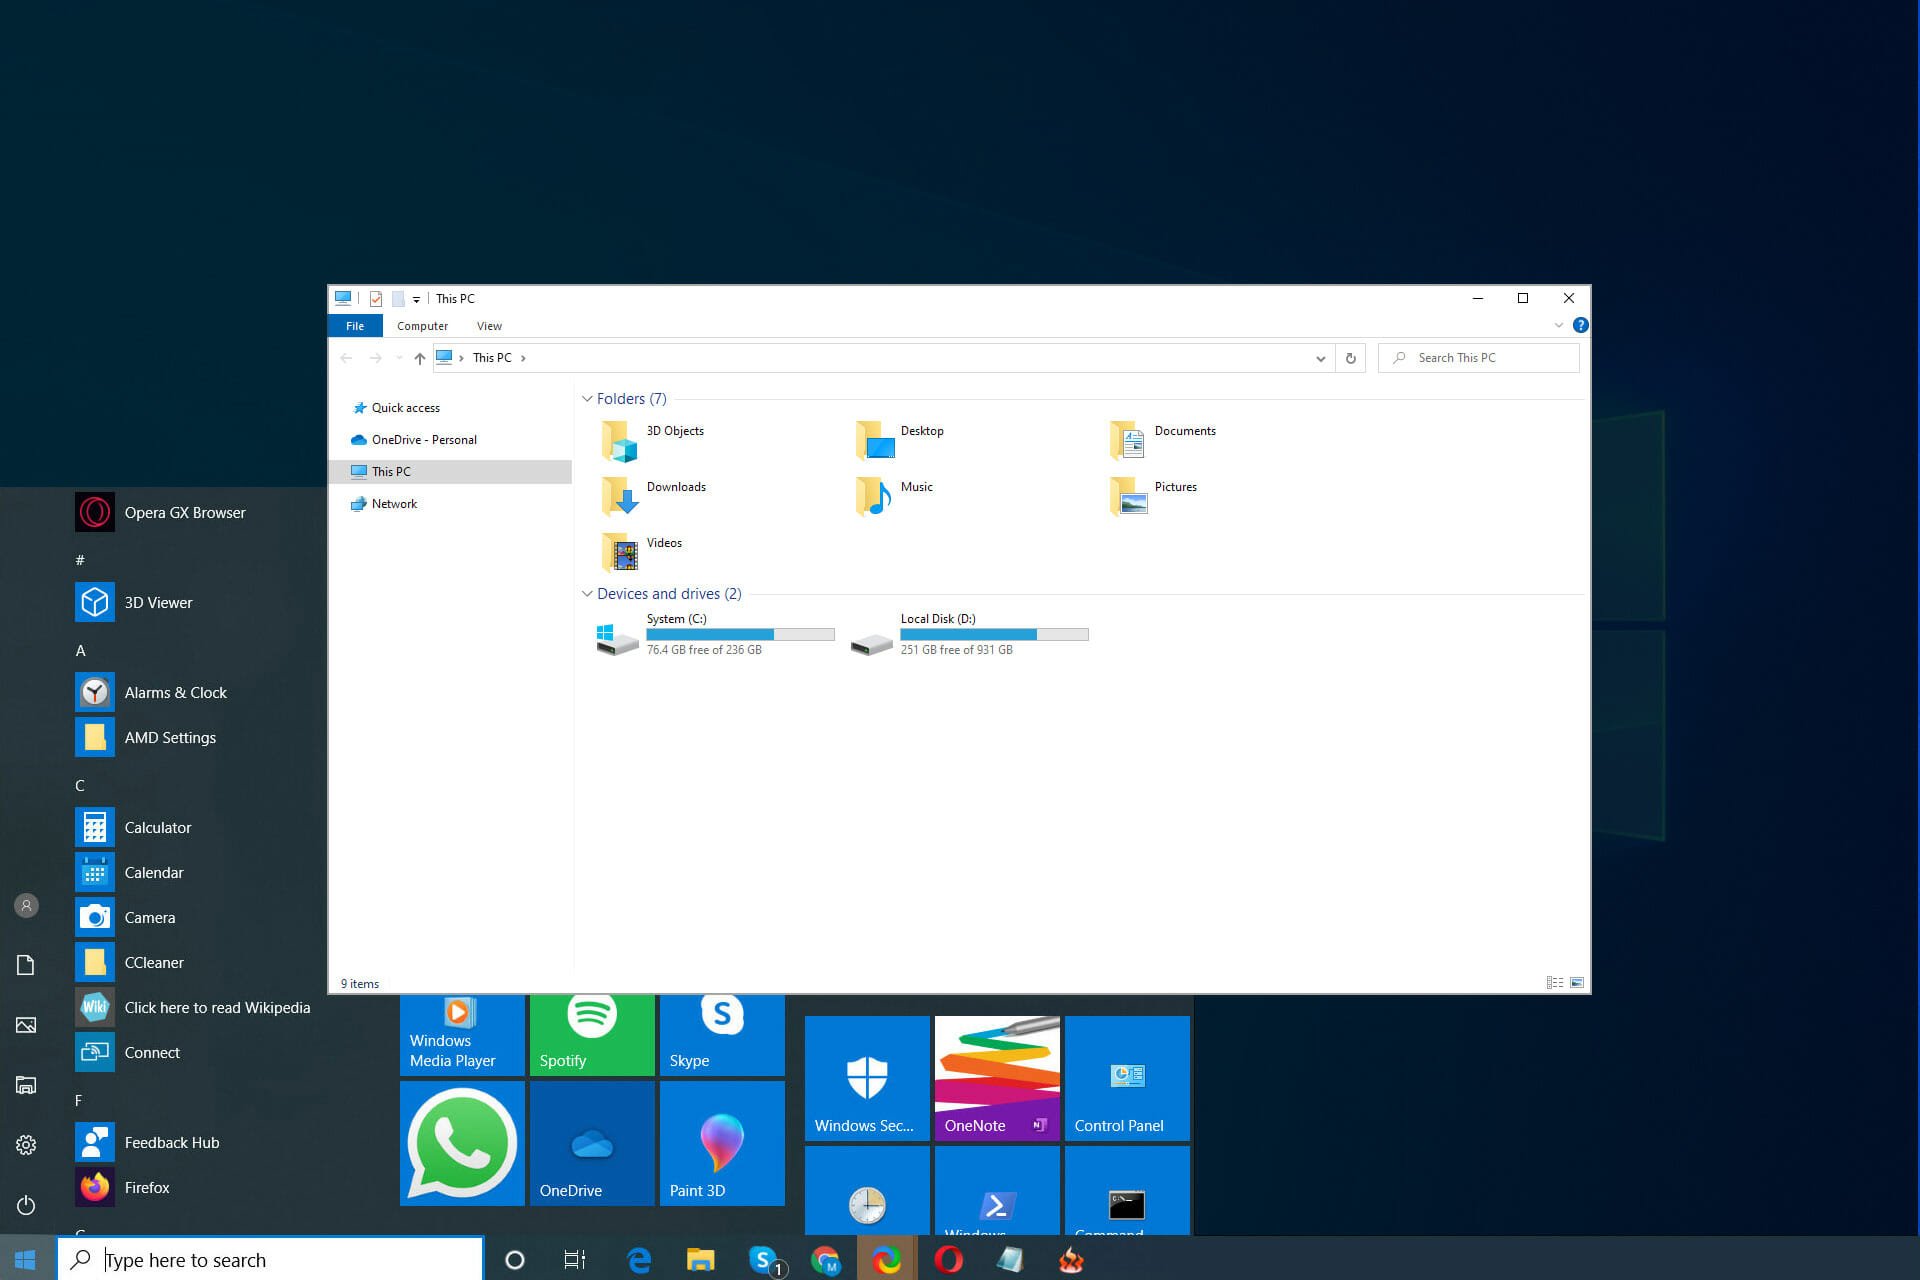 This PC
File
Computer
View
?
This PC
Search This PC
Quick access
OneDrive - Personal
This PC
Network
Folders (7)
3D Objects
Desktop
Documents
Downloads
Music
Pictures
Videos
Devices and drives (2)
System (C:)
76.4 GB free of 236 GB
Local Disk (D:)
251 GB free of 931 GB
9 items
Opera GX Browser
#
3D Viewer
A
Alarms & Clock
AMD Settings
C
Calculator
Calendar
Camera
CCleaner
Wiki
Click here to read Wikipedia
Connect
F
Feedback Hub
Firefox
Windows
Media Player
Spotify
S
Skype
OneDrive
Paint 3D
Windows Sec...
OneNote
N
Control Panel
Windows
Command
Type here to search
S
1
M